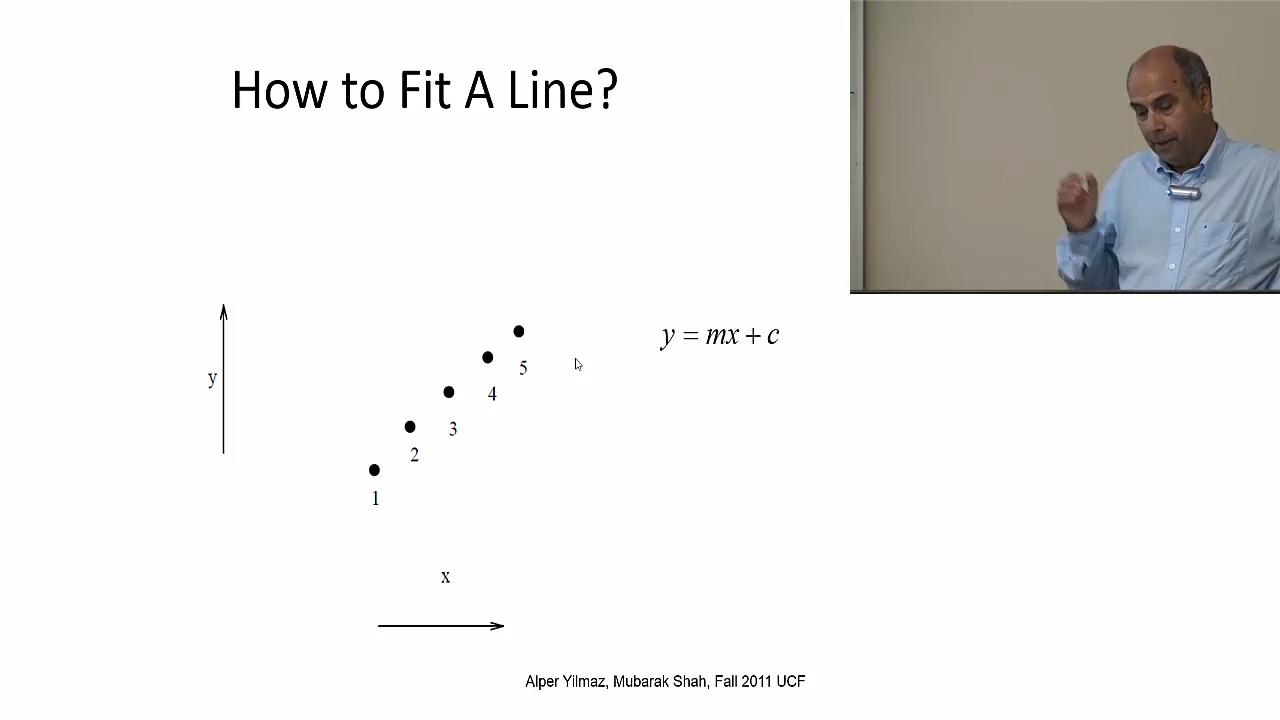 How to Fit A Line?
y = mx + c
y
5
4
3
2
1
x
Alper Yilmaz, Mubarak Shah, Fall 2011 UCF